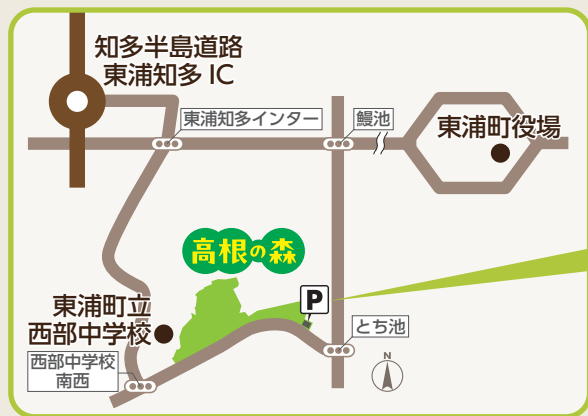 知多半島道路
東浦知多 IC
東浦知多インター
鰻池
東浦町役場
高根の森
P
東浦町立
西部中学校
とち池
西部中学校
南西
N